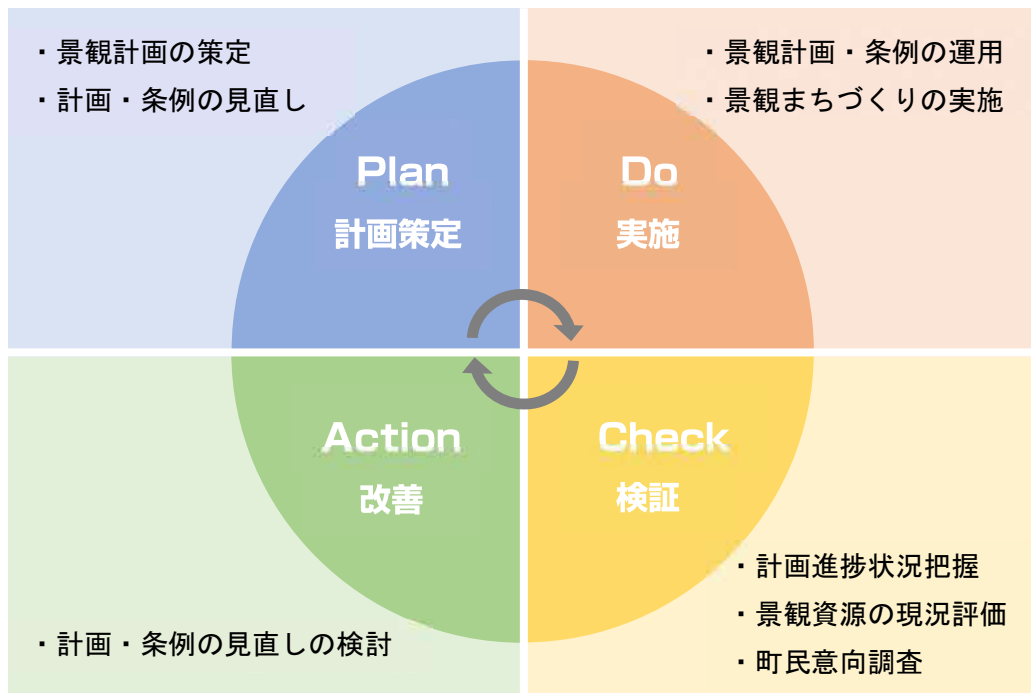 ・景観計画の策定
・計画・条例の見直し
Plan
計画策定
・景観計画・条例の運用
・景観まちづくりの実施
Do
実施
Action
改善
・計画・条例の見直しの検討
Check
検証
・計画進捗状況把握
・景観資源の現況評価
・町民意向調査